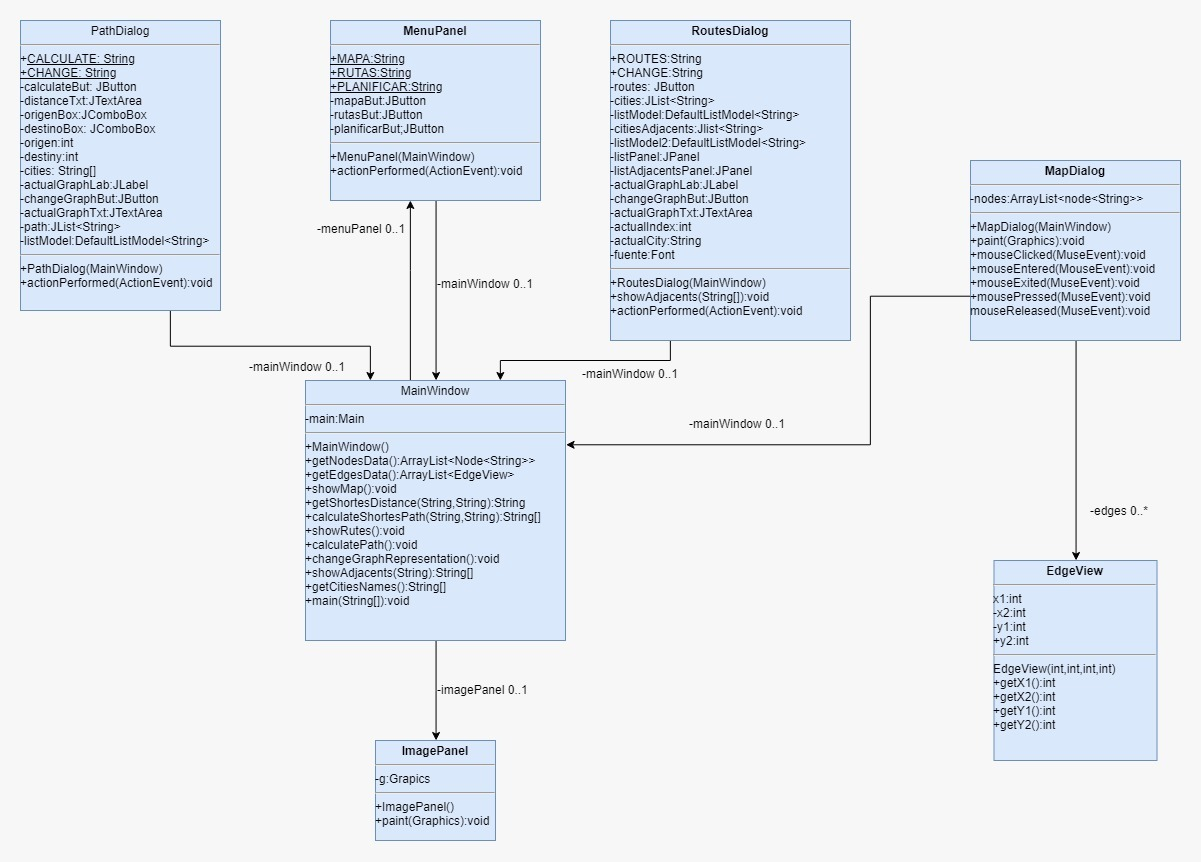 PathDialog
+CALCULATE: String
+CHANGE: String
-calculateBut: JButton
-distanceTxt:JTextArea
-origenBox:JComboBox
-destinoBox: JComboBox
-origen:int
-destiny:int
-cities: String[]
-actualGraphLab:JLabel
-changeGraphBut:JButton
-actualGraphTxt:JTextArea
-path:JList<String>
-listModel:DefaultListModel<String>
+PathDialog(MainWindow)
+actionPerformed(ActionEvent):void
MenuPanel
+MAPA:String
+RUTAS:String
+PLANIFICAR:String
-mapaBut:JButton
-rutasBut:JButton
-planificarBut;JButton
+MenuPanel(MainWindow)
+actionPerformed(ActionEvent):void
RoutesDialog
+ROUTES:String
+CHANGE:String
-routes: JButton
-cities:JList<String>
-listModel:DefaultListModel<String>
-citiesAdjacents:Jlist<String>
-listModel2:DefaultListModel<String>
-listPanel:JPanel
-listAdjacentsPanel:JPanel
-actualGraphLab:JLabel
-changeGraphBut:JButton
-actualGraphTxt:JTextArea
-actualIndex:int
-actualCity:String
-fuente:Font
+RoutesDialog(MainWindow)
+showAdjacents(String[]):void
+actionPerformed(ActionEvent):void
MapDialog
-nodes:ArrayList<node<String>>
+MapDialog(MainWindow)
+paint(Graphics):void
+mouseClicked(MuseEvent):void
+mouseEntered(MouseEvent):void
+mouseExited(MuseEvent):void
+mousePressed(MuseEvent):void
mouseReleased(MuseEvent):void
-menuPanel 0..1
-mainWindow 0..1
-mainWindow 0..1
-mainWindow 0..1
-mainWindow 0..1
MainWindow
-main:Main
+MainWindow()
+getNodesData():ArrayList<Node<String>>
+getEdgesData():ArrayList<EdgeView>
+showMap():void
+getShortesDistance(String,String):String
+calculateShortesPath(String,String):String[]
+showRutes():void
+calculatePath():void
+changeGraphRepresentation():void
+showAdjacents(String):String[]
+getCitiesNames():String[]
+main(String[]):void
-edges 0..*
EdgeView
x1:int
-x2:int
-y1:int
+y2:int
EdgeView(int,int,int,int)
+getX1():int
+getX2():int
+getY1():int
+getY2():int
-imagePanel 0..1
ImagePanel
-g:Grapics
+ImagePanel()
+paint(Graphics):void